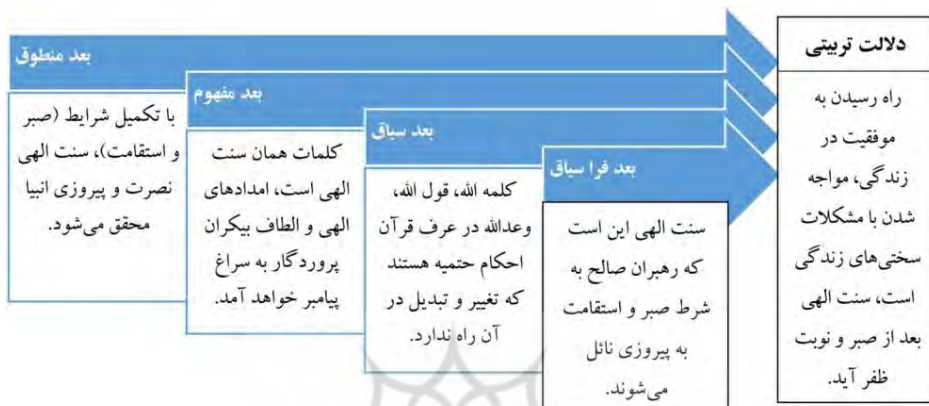 بعد منطوق
با تکمیل شرایط (صبر
و استقامت)، سنت الهی
نصرت و پیروزی انبیا
محقق می‌شود.
بعد مفهوم
کلمات همان سنت
الهی است، امدادهای
الهی و الطاف بیکران
پروردگار به سراغ
پیامبر خواهد آمد.
بعد سیاق
کلمه الله، قول الله،
وعدالله در عرف قرآن
احکام حتمیه هستند
که تغییر و تبدیل در
آن راه ندارد.
بعد فرا سیاق
سنت الهی این است
که رهبران صالح به
شرط صبر و استقامت
به پیروزی نائل
می‌شوند.
دلالت تربیتی
راه رسیدن به
موفقیت در
زندگی، مواجه
شدن با مشکلات
سختی‌های زندگی
است، سنت الهی
بعد از صبر و نوبت
ظفر آید.